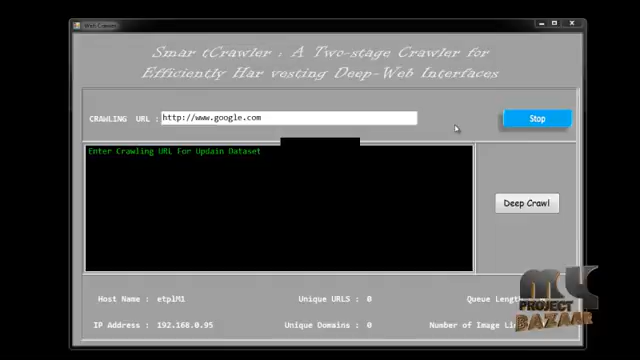 Web Crawler
Smar tCrawler : A Two-stage Crawler for
Efficiently Har vesting Deep-Web Interfaces
CRAWLING URL : http://www.google.com
Stop
Enter Crawling URL For Updain Dataset
Deep Crawl
Host Name : etplM1
Unique URLS : 0
Queue Length
IP Address : 192.168.0.95
Unique Domains : 0
Number of Image Li
MY
PROJECT
BAZAAR